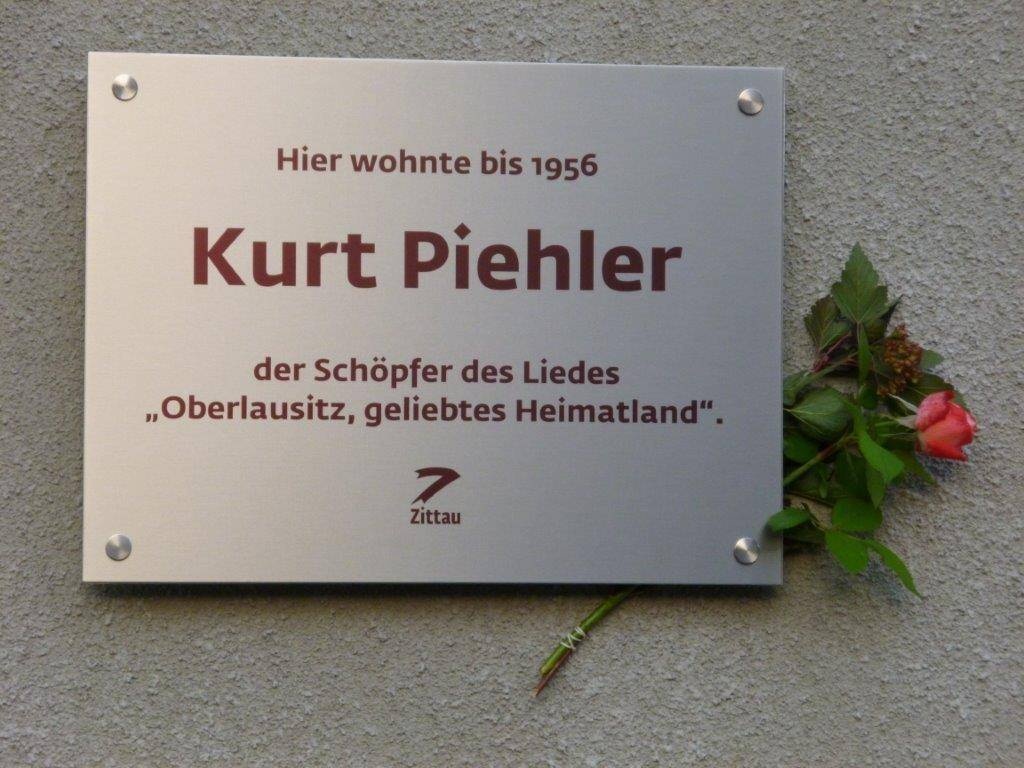 Hier wohnte bis 1956
Kurt Piehler
der Schöpfer des Liedes
„Oberlausitz, geliebtes Heimatland“.
Zittau